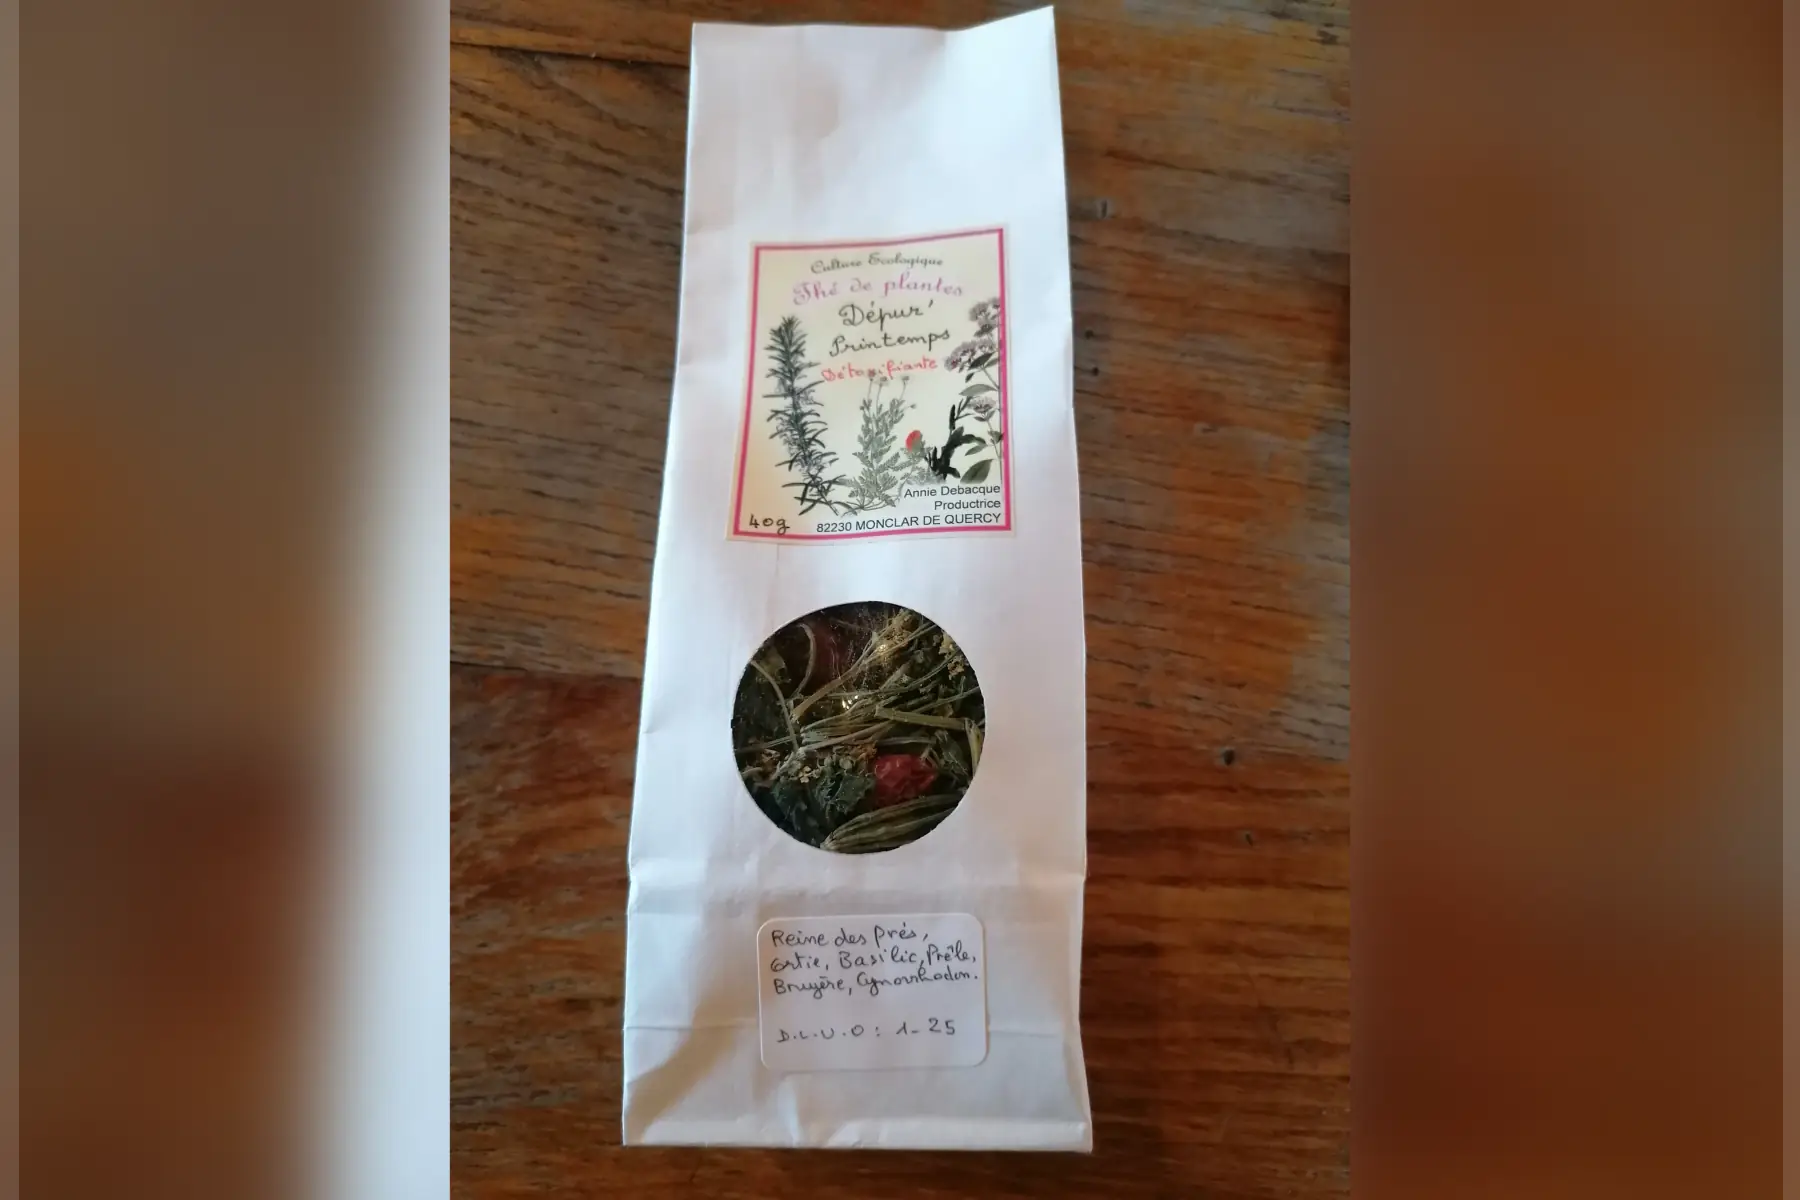 Culture Ecologique
Thé de plantes
Dépur'
Printemps
Détoxifiante
Annie Debacque
Productrice
40g
82230 MONCLAR DE QUERCY
Reine des Prés,
Ortie, Basilic, Prêle,
Bruyère, Cynorrhodon.
D.L.U.O : 1-25